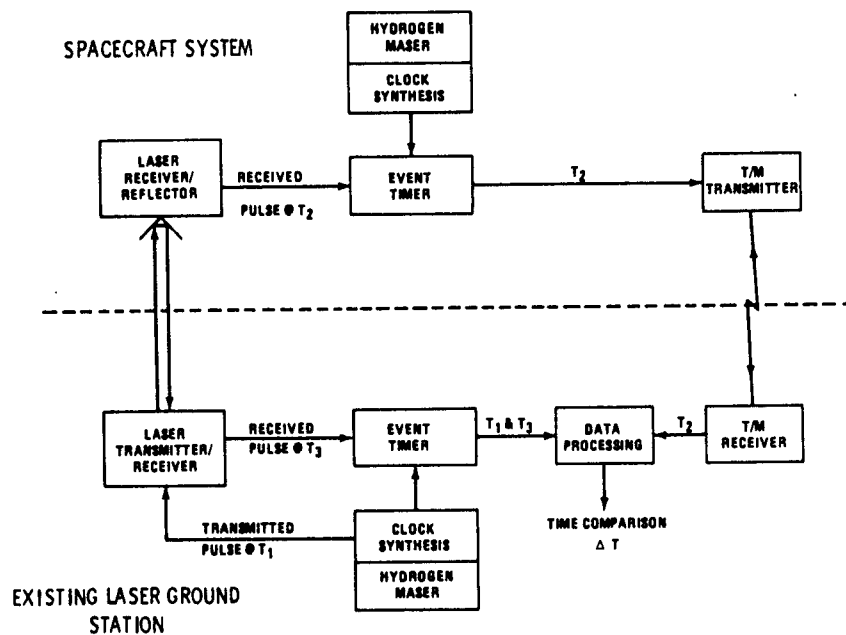 SPACECRAFT SYSTEM
HYDROGEN
MASER
CLOCK
SYNTHESIS
LASER
RECEIVER/
REFLECTOR
RECEIVED
PULSE @ T2
EVENT
TIMER
T2
T/M
TRANSMITTER
LASER
TRANSMITTER/
RECEIVER
RECEIVED
PULSE @ T3
EVENT
TIMER
T1 & T3
DATA
PROCESSING
T2
T/M
RECEIVER
TRANSMITTED
PULSE @ T1
CLOCK
SYNTHESIS
HYDROGEN
MASER
TIME COMPARISON
Δ T
EXISTING LASER GROUND
STATION